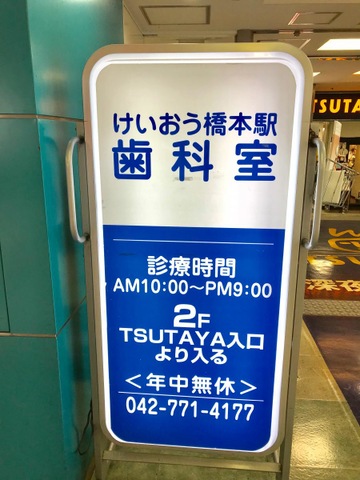 けいおう橋本駅
歯科室
診療時間
AM10:00〜PM9:00
2F
TSUTAYA入口
より入る
＜年中無休＞
042-771-4177
TSUTA